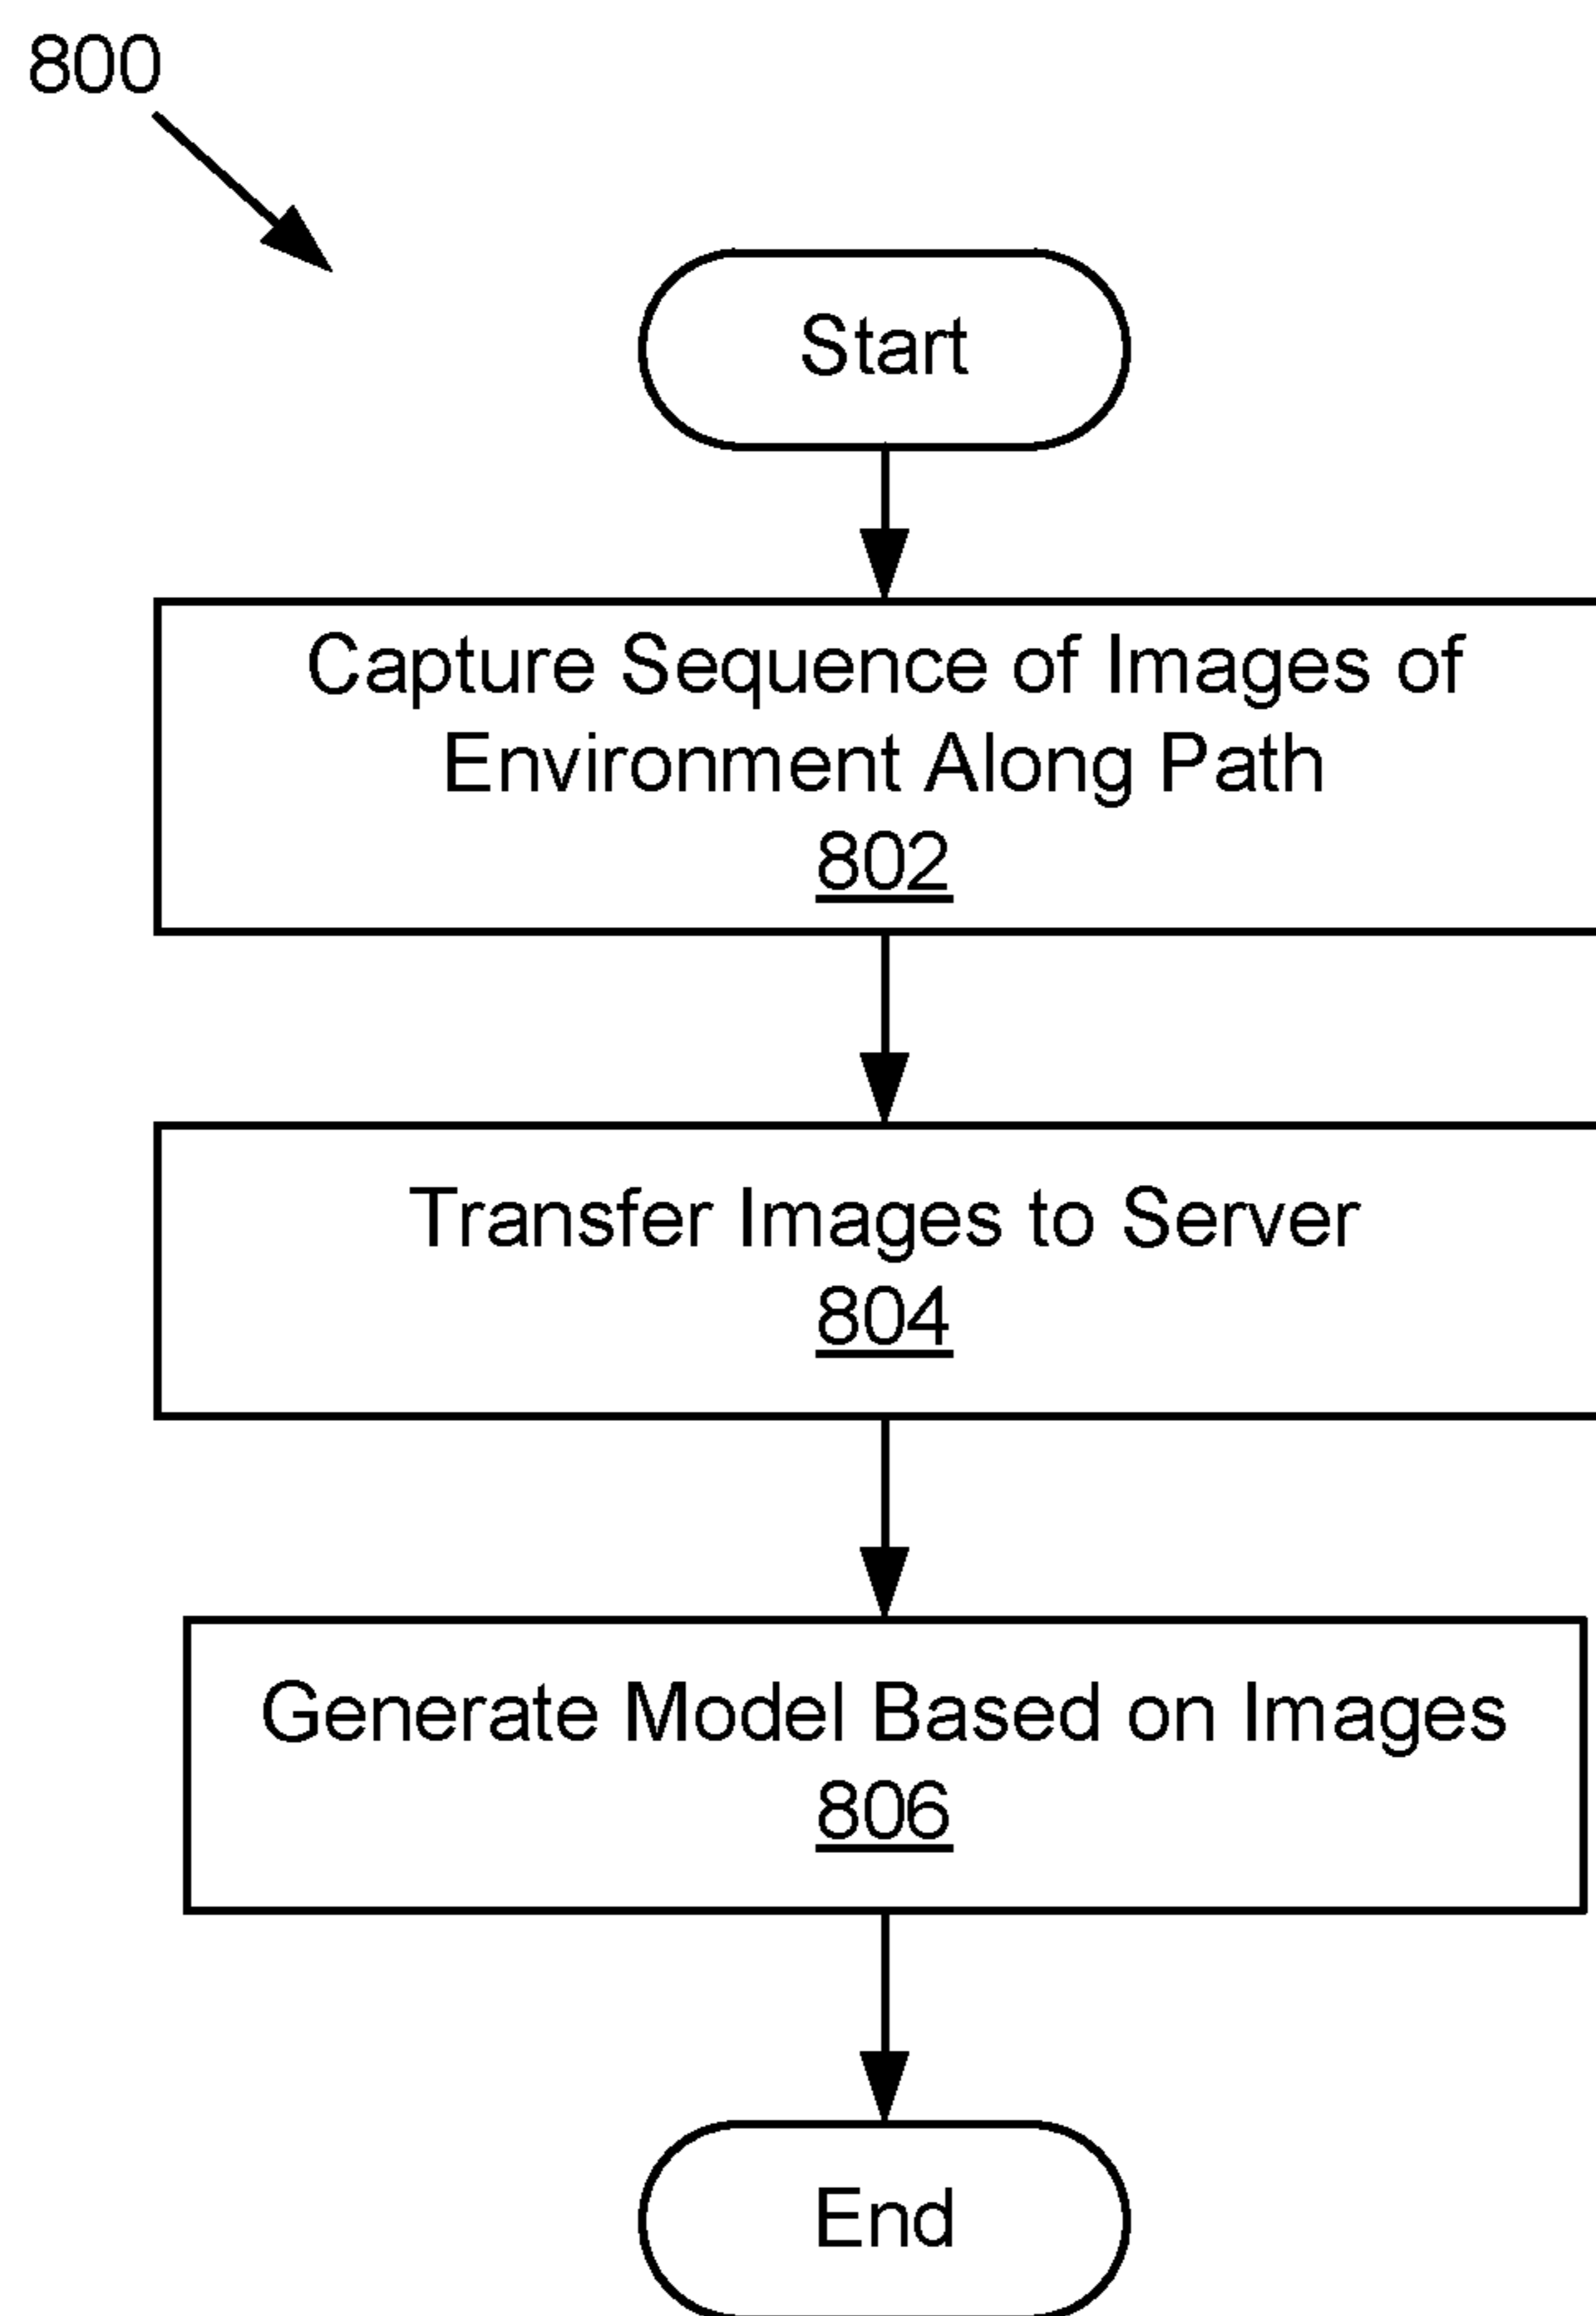 800
Start
Capture Sequence of Images of
Environment Along Path
802
Transfer Images to Server
804
Generate Model Based on Images
806
End